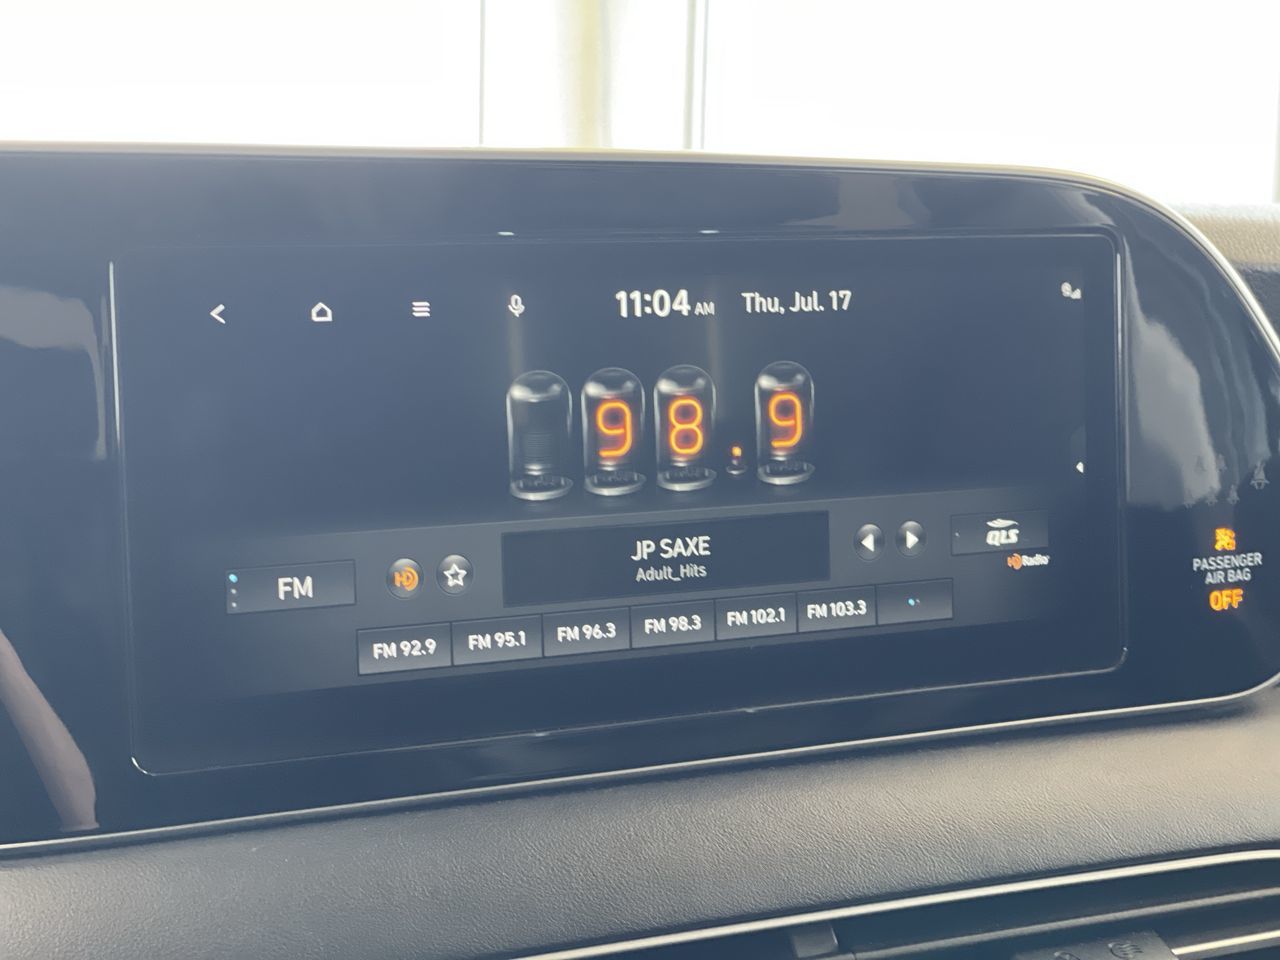 11:04 AM Thu, Jul. 17
98.9
JP SAXE
Adult_Hits
FM
HD
QLS
HD Radio
FM 92.9
FM 95.1
FM 96.3
FM 98.3
FM 102.1
FM 103.3
PASSENGER
AIR BAG
OFF